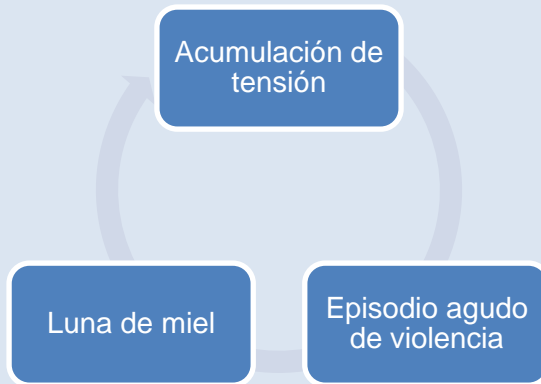 Acumulación de
tensión
Episodio agudo
de violencia
Luna de miel